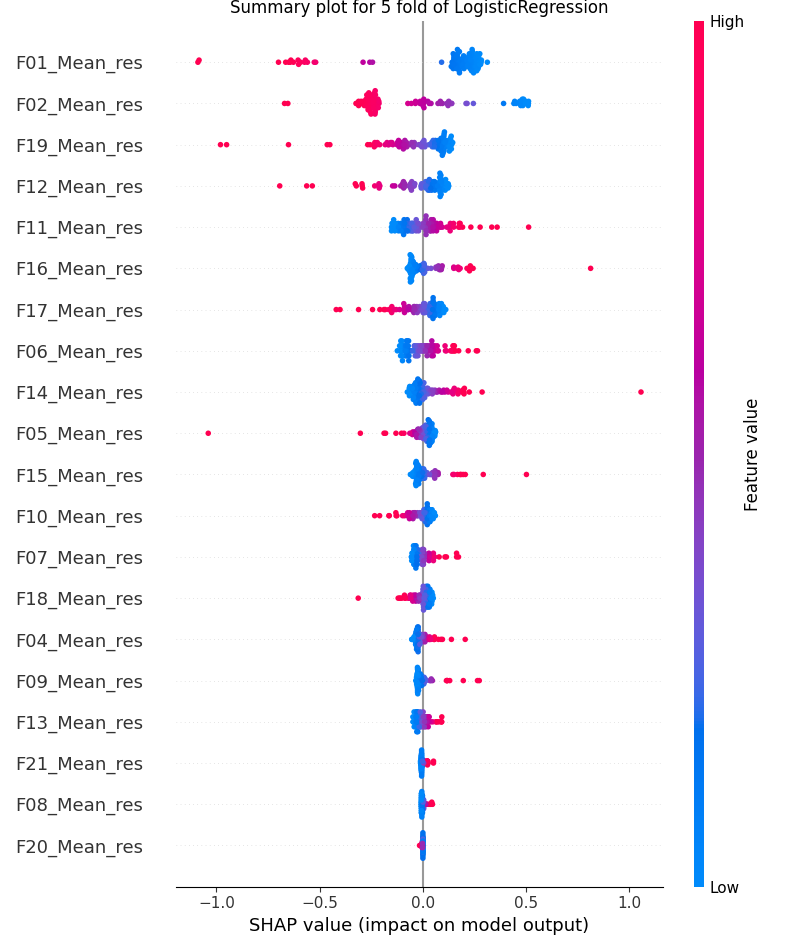 Summary plot for 5 fold of LogisticRegression
High
F01_Mean_res
F02_Mean_res
F19_Mean_res
F12_Mean_res
F11_Mean_res
F16_Mean_res
F17_Mean_res
F06_Mean_res
F14_Mean_res
F05_Mean_res
F15_Mean_res
F10_Mean_res
F07_Mean_res
F18_Mean_res
F04_Mean_res
F09_Mean_res
F13_Mean_res
F21_Mean_res
F08_Mean_res
F20_Mean_res
Feature value
Low
−1.0 −0.5 0.0 0.5 1.0
SHAP value (impact on model output)